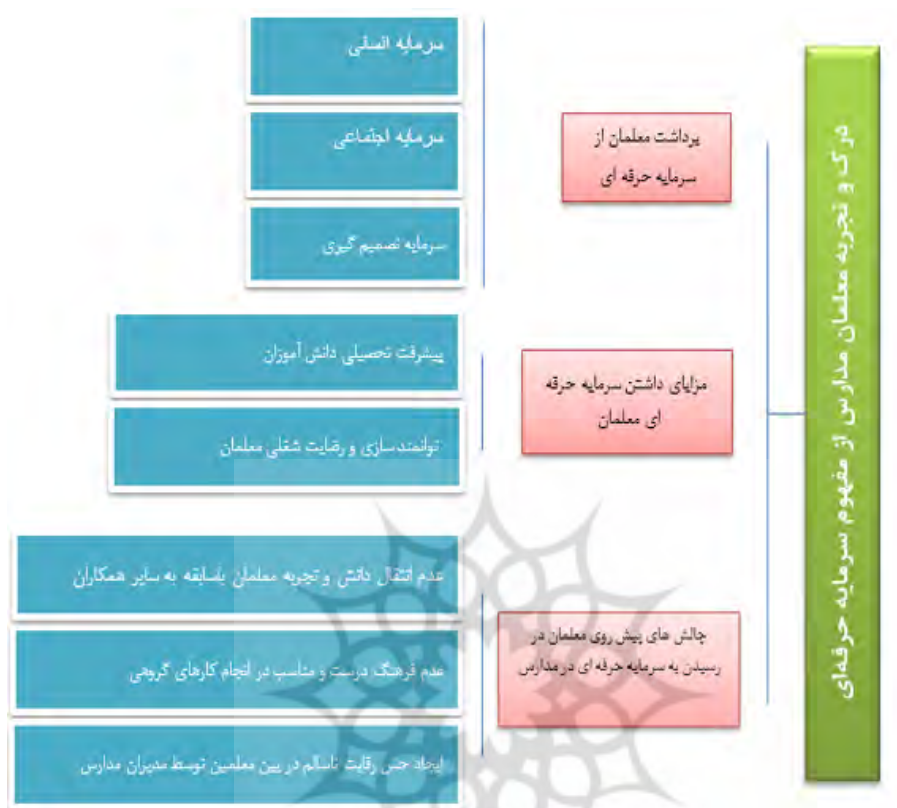 درک و تجربه معلمان مدارس از مفهوم سرمایه حرفه‌ای
برداشت معلمان از
سرمایه حرفه ای
سرمایه انسانی
سرمایه اجتماعی
سرمایه تصمیم گیری
مزایای داشتن سرمایه حرفه
ای معلمان
پیشرفت تحصیلی دانش آموزان
توانمندسازی و رضایت شغلی معلمان
چالش های پیش روی معلمان در
رسیدن به سرمایه حرفه ای در مدارس
عدم انتقال دانش و تجربه معلمان باسابقه به سایر همکاران
عدم فرهنگ درست و مناسب در انجام کارهای گروهی
ایجاد حس رقابت ناسالم در بین معلمین توسط مدیران مدارس